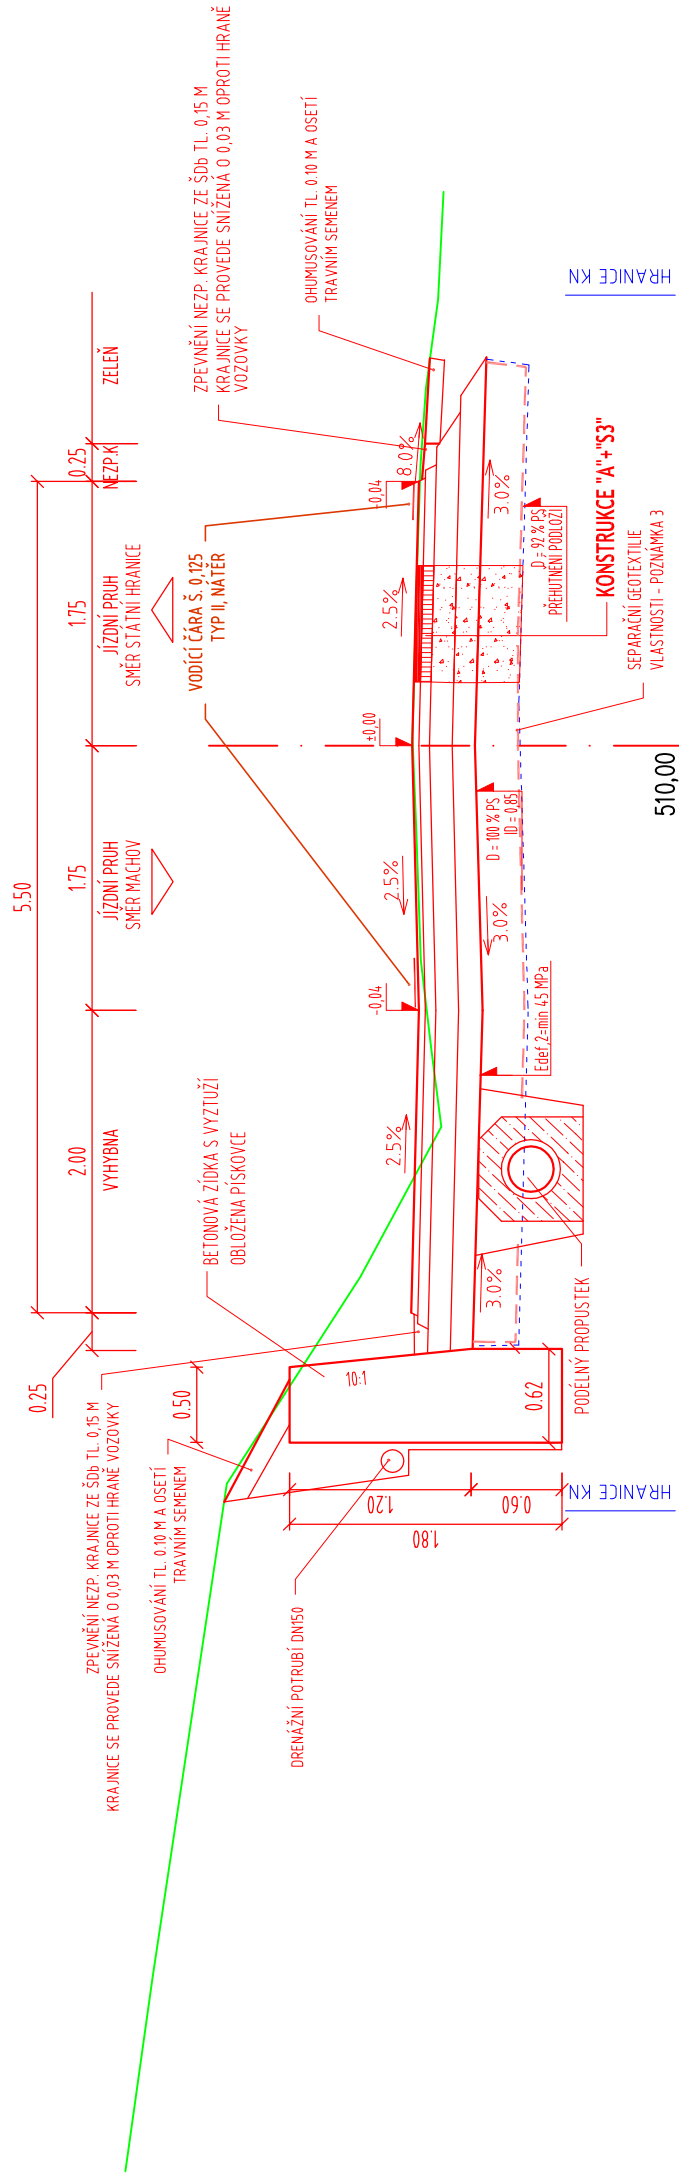 5.50
0.25
2.00
VÝHYBNA
1.75
JÍZDNÍ PRUH
SMĚR MACHOV
1.75
JÍZDNÍ PRUH
SMĚR STÁTNÍ HRANICE
0.25
NEZP.K
ZELEŇ
ZPEVNĚNÍ NEZP. KRAJNICE ZE ŠDb TL. 0,15 M
KRAJNICE SE PROVEDE SNÍŽENÁ O 0,03 M OPROTI HRANĚ VOZOVKY
OHUMUSOVÁNÍ TL. 0.10 M A OSETÍ
TRAVNÍM SEMENEM
0.50
BETONOVÁ ZÍDKA S VYZTUŽÍ
OBLOŽENA PÍSKOVCE
VODÍCÍ ČÁRA Š. 0,125
TYP II, NÁTĚR
ZPEVNĚNÍ NEZP. KRAJNICE ZE ŠDb TL. 0,15 M
KRAJNICE SE PROVEDE SNÍŽENÁ O 0,03 M OPROTI HRANĚ
VOZOVKY
OHUMUSOVÁNÍ TL. 0.10 M A OSETÍ
TRAVNÍM SEMENEM
DRENÁŽNÍ POTRUBÍ DN150
1.80
1.20
0.60
10:1
0.62
2.5%
-0,04
2.5%
±0,00
2.5%
-0,04
8.0%
3.0%
3.0%
3.0%
Edef,2=min 45 MPa
D = 100 % PS
ID = 0,85
D = 92 % PS
PŘEHUTNĚNÍ PODLOŽÍ
KONSTRUKCE "A"+"S3"
SEPARAČNÍ GEOTEXTILIE
VLASTNOSTI - POZNÁMKA 3
PODÉLNÝ PROPUSTEK
HRANICE KN
HRANICE KN
510,00